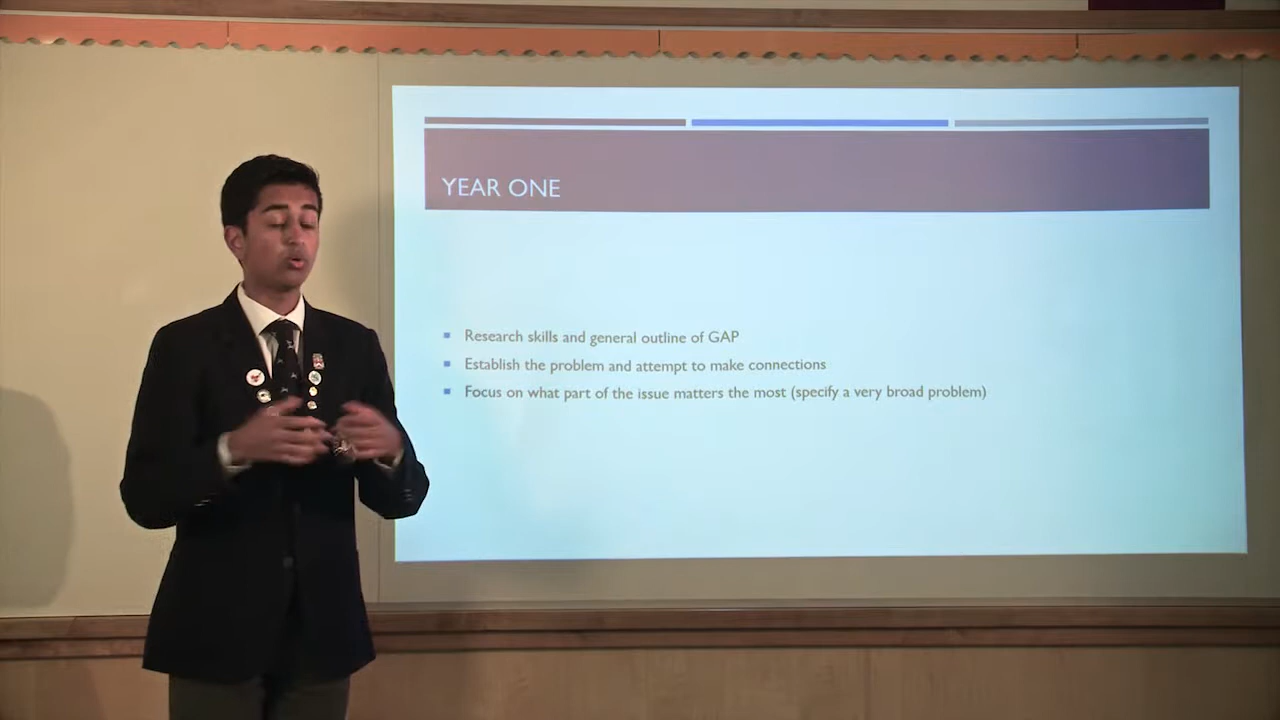 YEAR ONE
Research skills and general outline of GAP
Establish the problem and attempt to make connections
Focus on what part of the issue matters the most (specify a very broad problem)